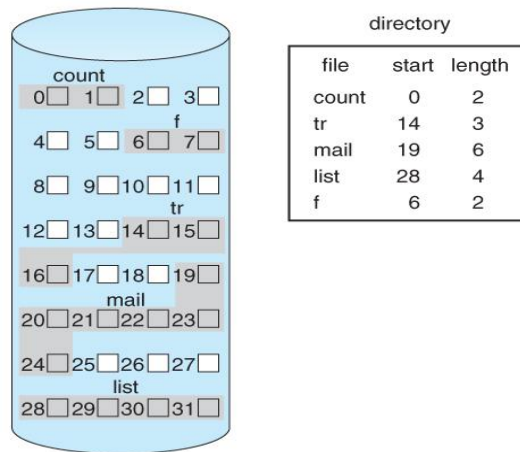 count
0 1 2 3
f
4 5 6 7
8 9 10 11
tr
12 13 14 15
16 17 18 19
mail
20 21 22 23
24 25 26 27
list
28 29 30 31
directory
file start length
count 0 2
tr 14 3
mail 19 6
list 28 4
f 6 2